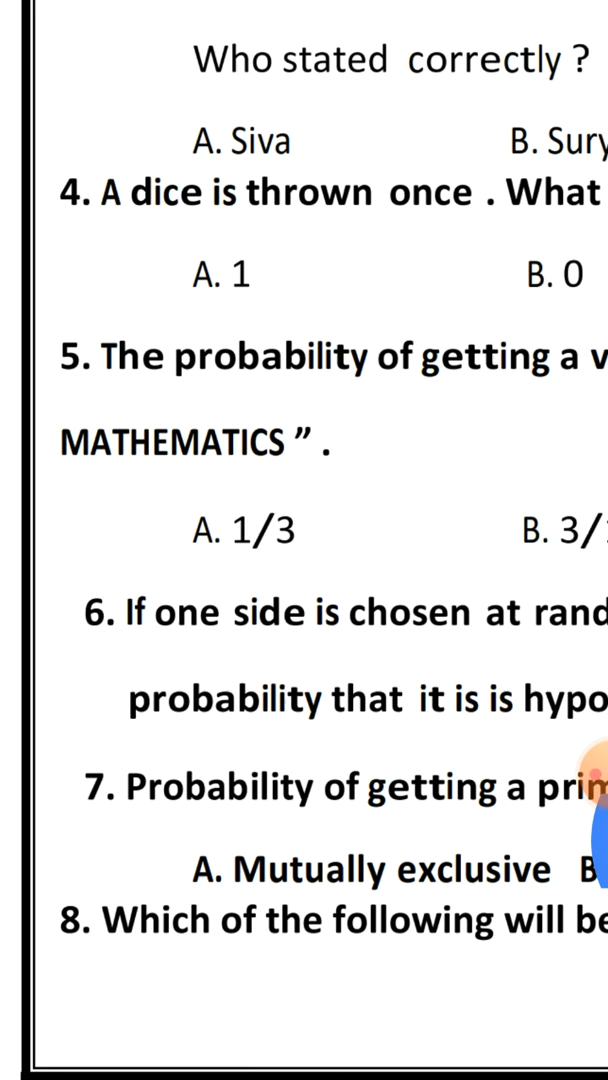 Who stated correctly ?
A. Siva B. Sury
4. A dice is thrown once . What
A. 1 B. 0
5. The probability of getting a v
MATHEMATICS ” .
A. 1/3 B. 3/
6. If one side is chosen at rand
probability that it is is hypo
7. Probability of getting a prim
A. Mutually exclusive B
8. Which of the following will be